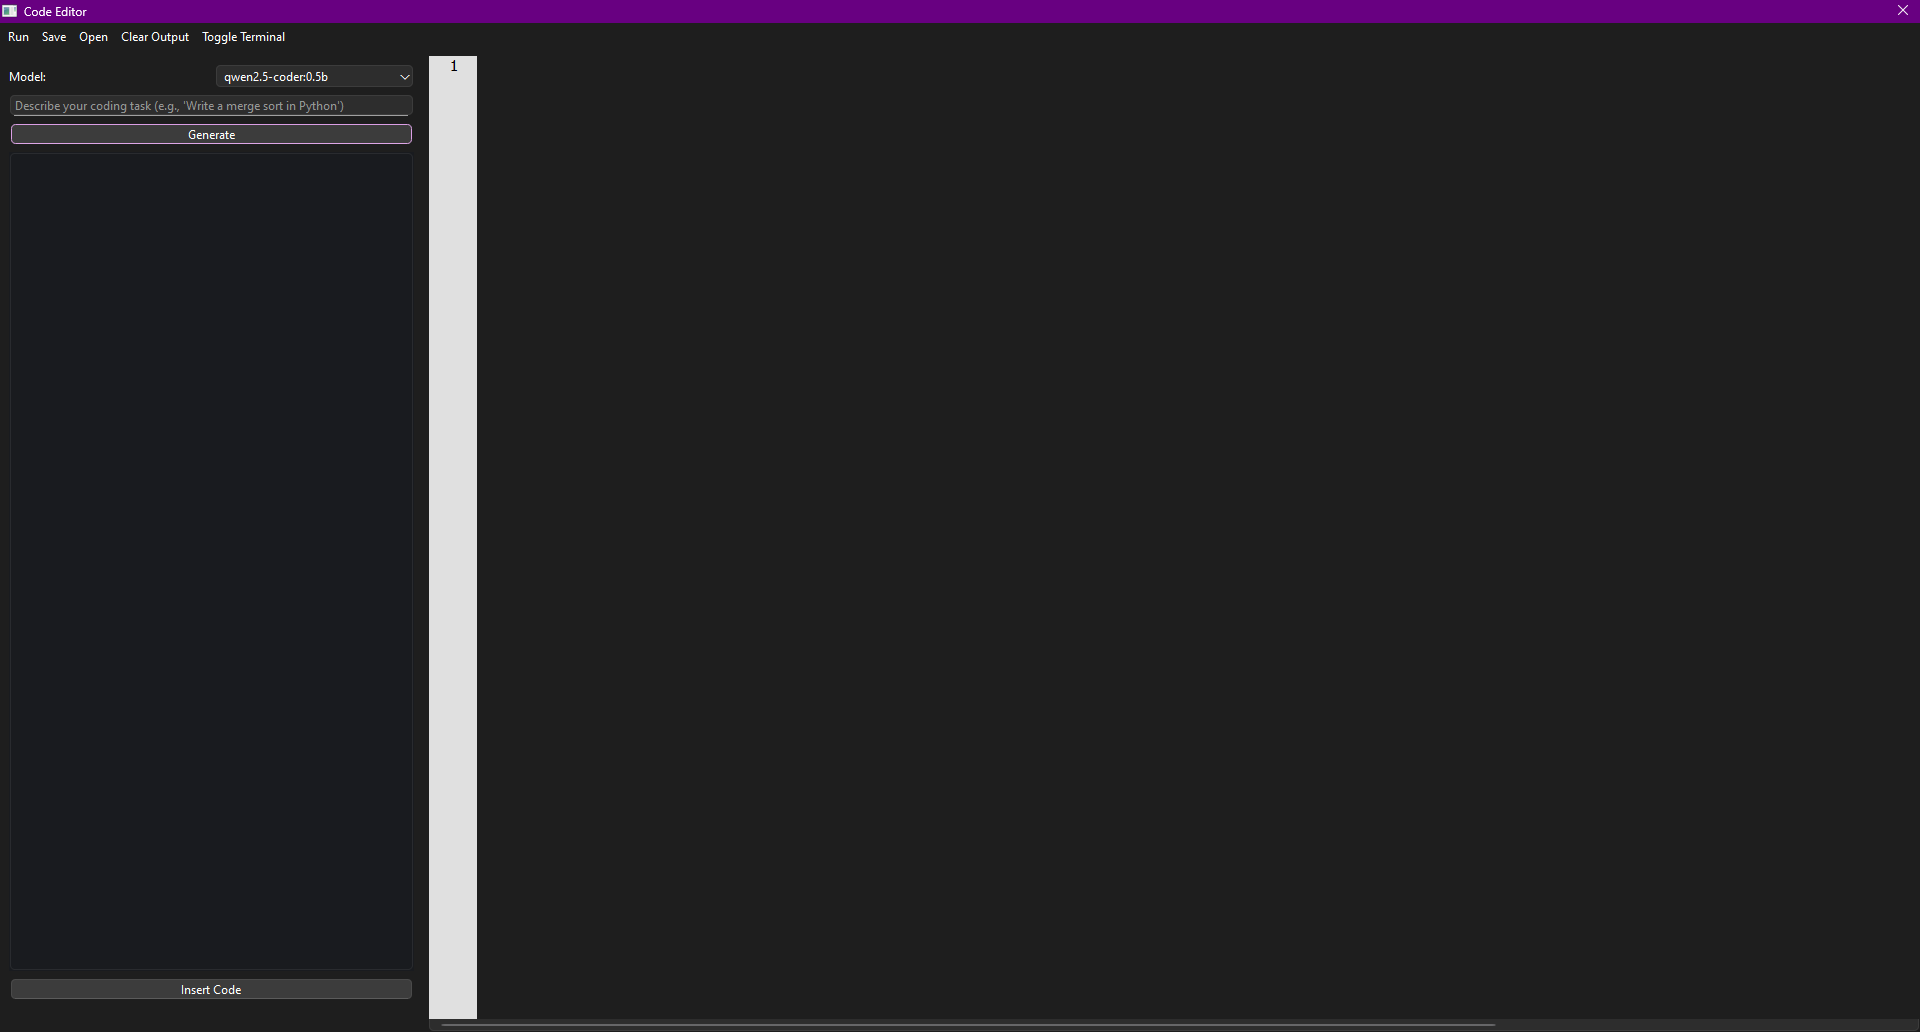 Code Editor
Run Save Open Clear Output Toggle Terminal
Model: qwen2.5-coder:0.5b
Describe your coding task (e.g., 'Write a merge sort in Python')
Generate
Insert Code
1